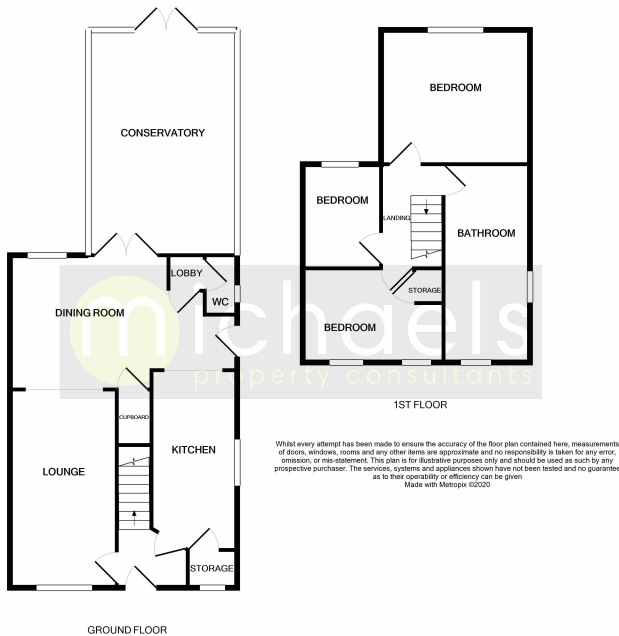 CONSERVATORY
LOBBY
WC
DINING ROOM
CUPBOARD
KITCHEN
LOUNGE
STORAGE
GROUND FLOOR
BEDROOM
BEDROOM
LANDING
BATHROOM
STORAGE
BEDROOM
1ST FLOOR
michaels
property consultants
Whilst every attempt has been made to ensure the accuracy of the floor plan contained here, measurements
of doors, windows, rooms and any other items are approximate and no responsibility is taken for any error,
omission, or mis-statement. This plan is for illustrative purposes only and should be used as such by any
prospective purchaser. The services, systems and appliances shown have not been tested and no guarantee
as to their operability or efficiency can be given
Made with Metropix ©2020